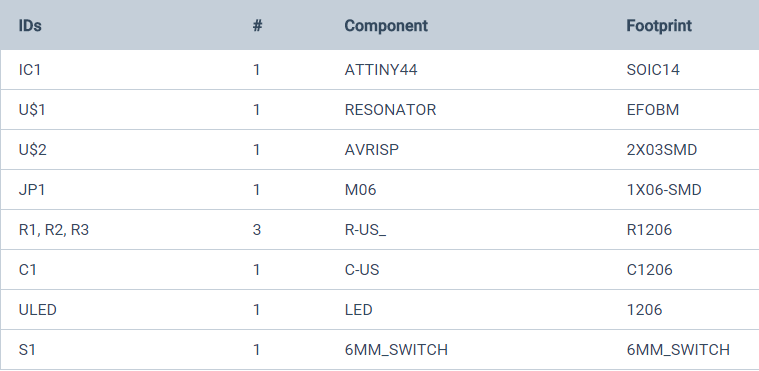 IDs # Component Footprint
IC1 1 ATTINY44 SOIC14
U$1 1 RESONATOR EFOBM
U$2 1 AVRISP 2X03SMD
JP1 1 M06 1X06-SMD
R1, R2, R3 3 R-US_ R1206
C1 1 C-US C1206
ULED 1 LED 1206
S1 1 6MM_SWITCH 6MM_SWITCH